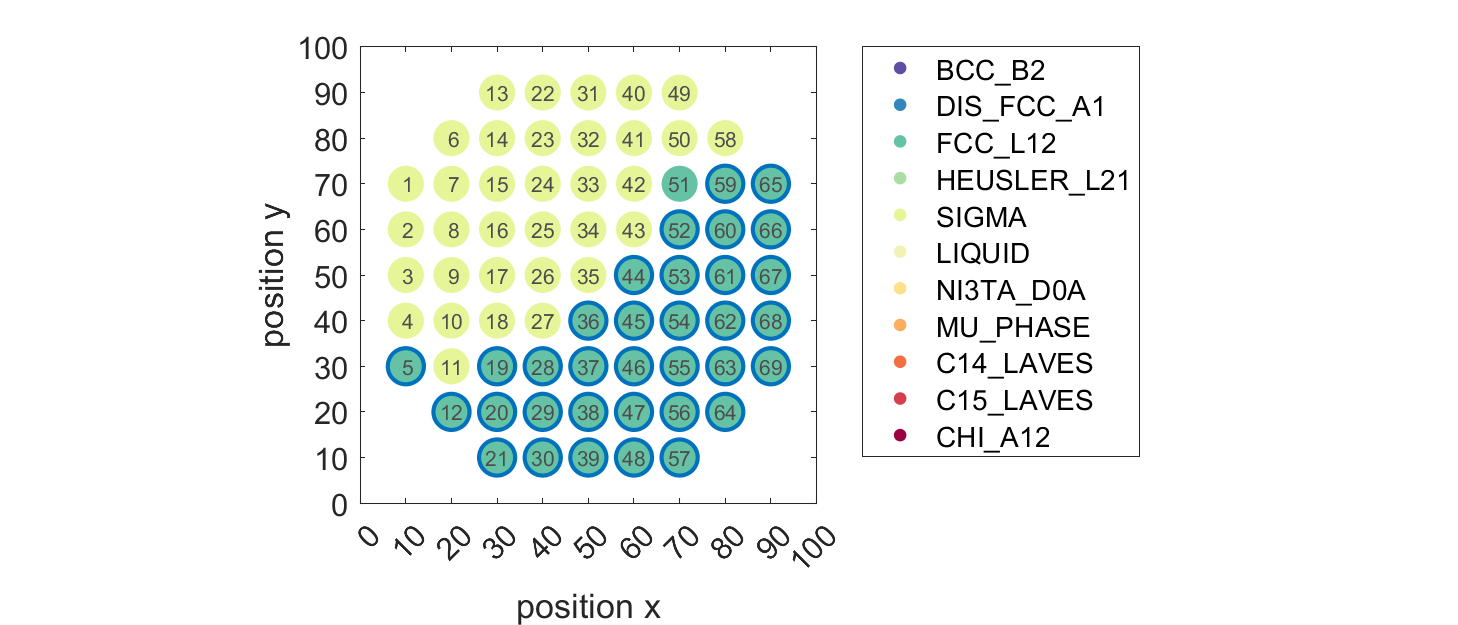 100
90
80
70
60
50
40
30
20
10
0
position y
13 22 31 40 49
6 14 23 32 41 50 58
1 7 15 24 33 42 51 59 65
2 8 16 25 34 43 52 60 66
3 9 17 26 35 44 53 61 67
4 10 18 27 36 45 54 62 68
5 11 19 28 37 46 55 63 69
12 20 29 38 47 56 64
21 30 39 48 57
0 10 20 30 40 50 60 70 80 90 100
position x
BCC_B2
DIS_FCC_A1
FCC_L12
HEUSLER_L21
SIGMA
LIQUID
NI3TA_D0A
MU_PHASE
C14_LAVES
C15_LAVES
CHI_A12